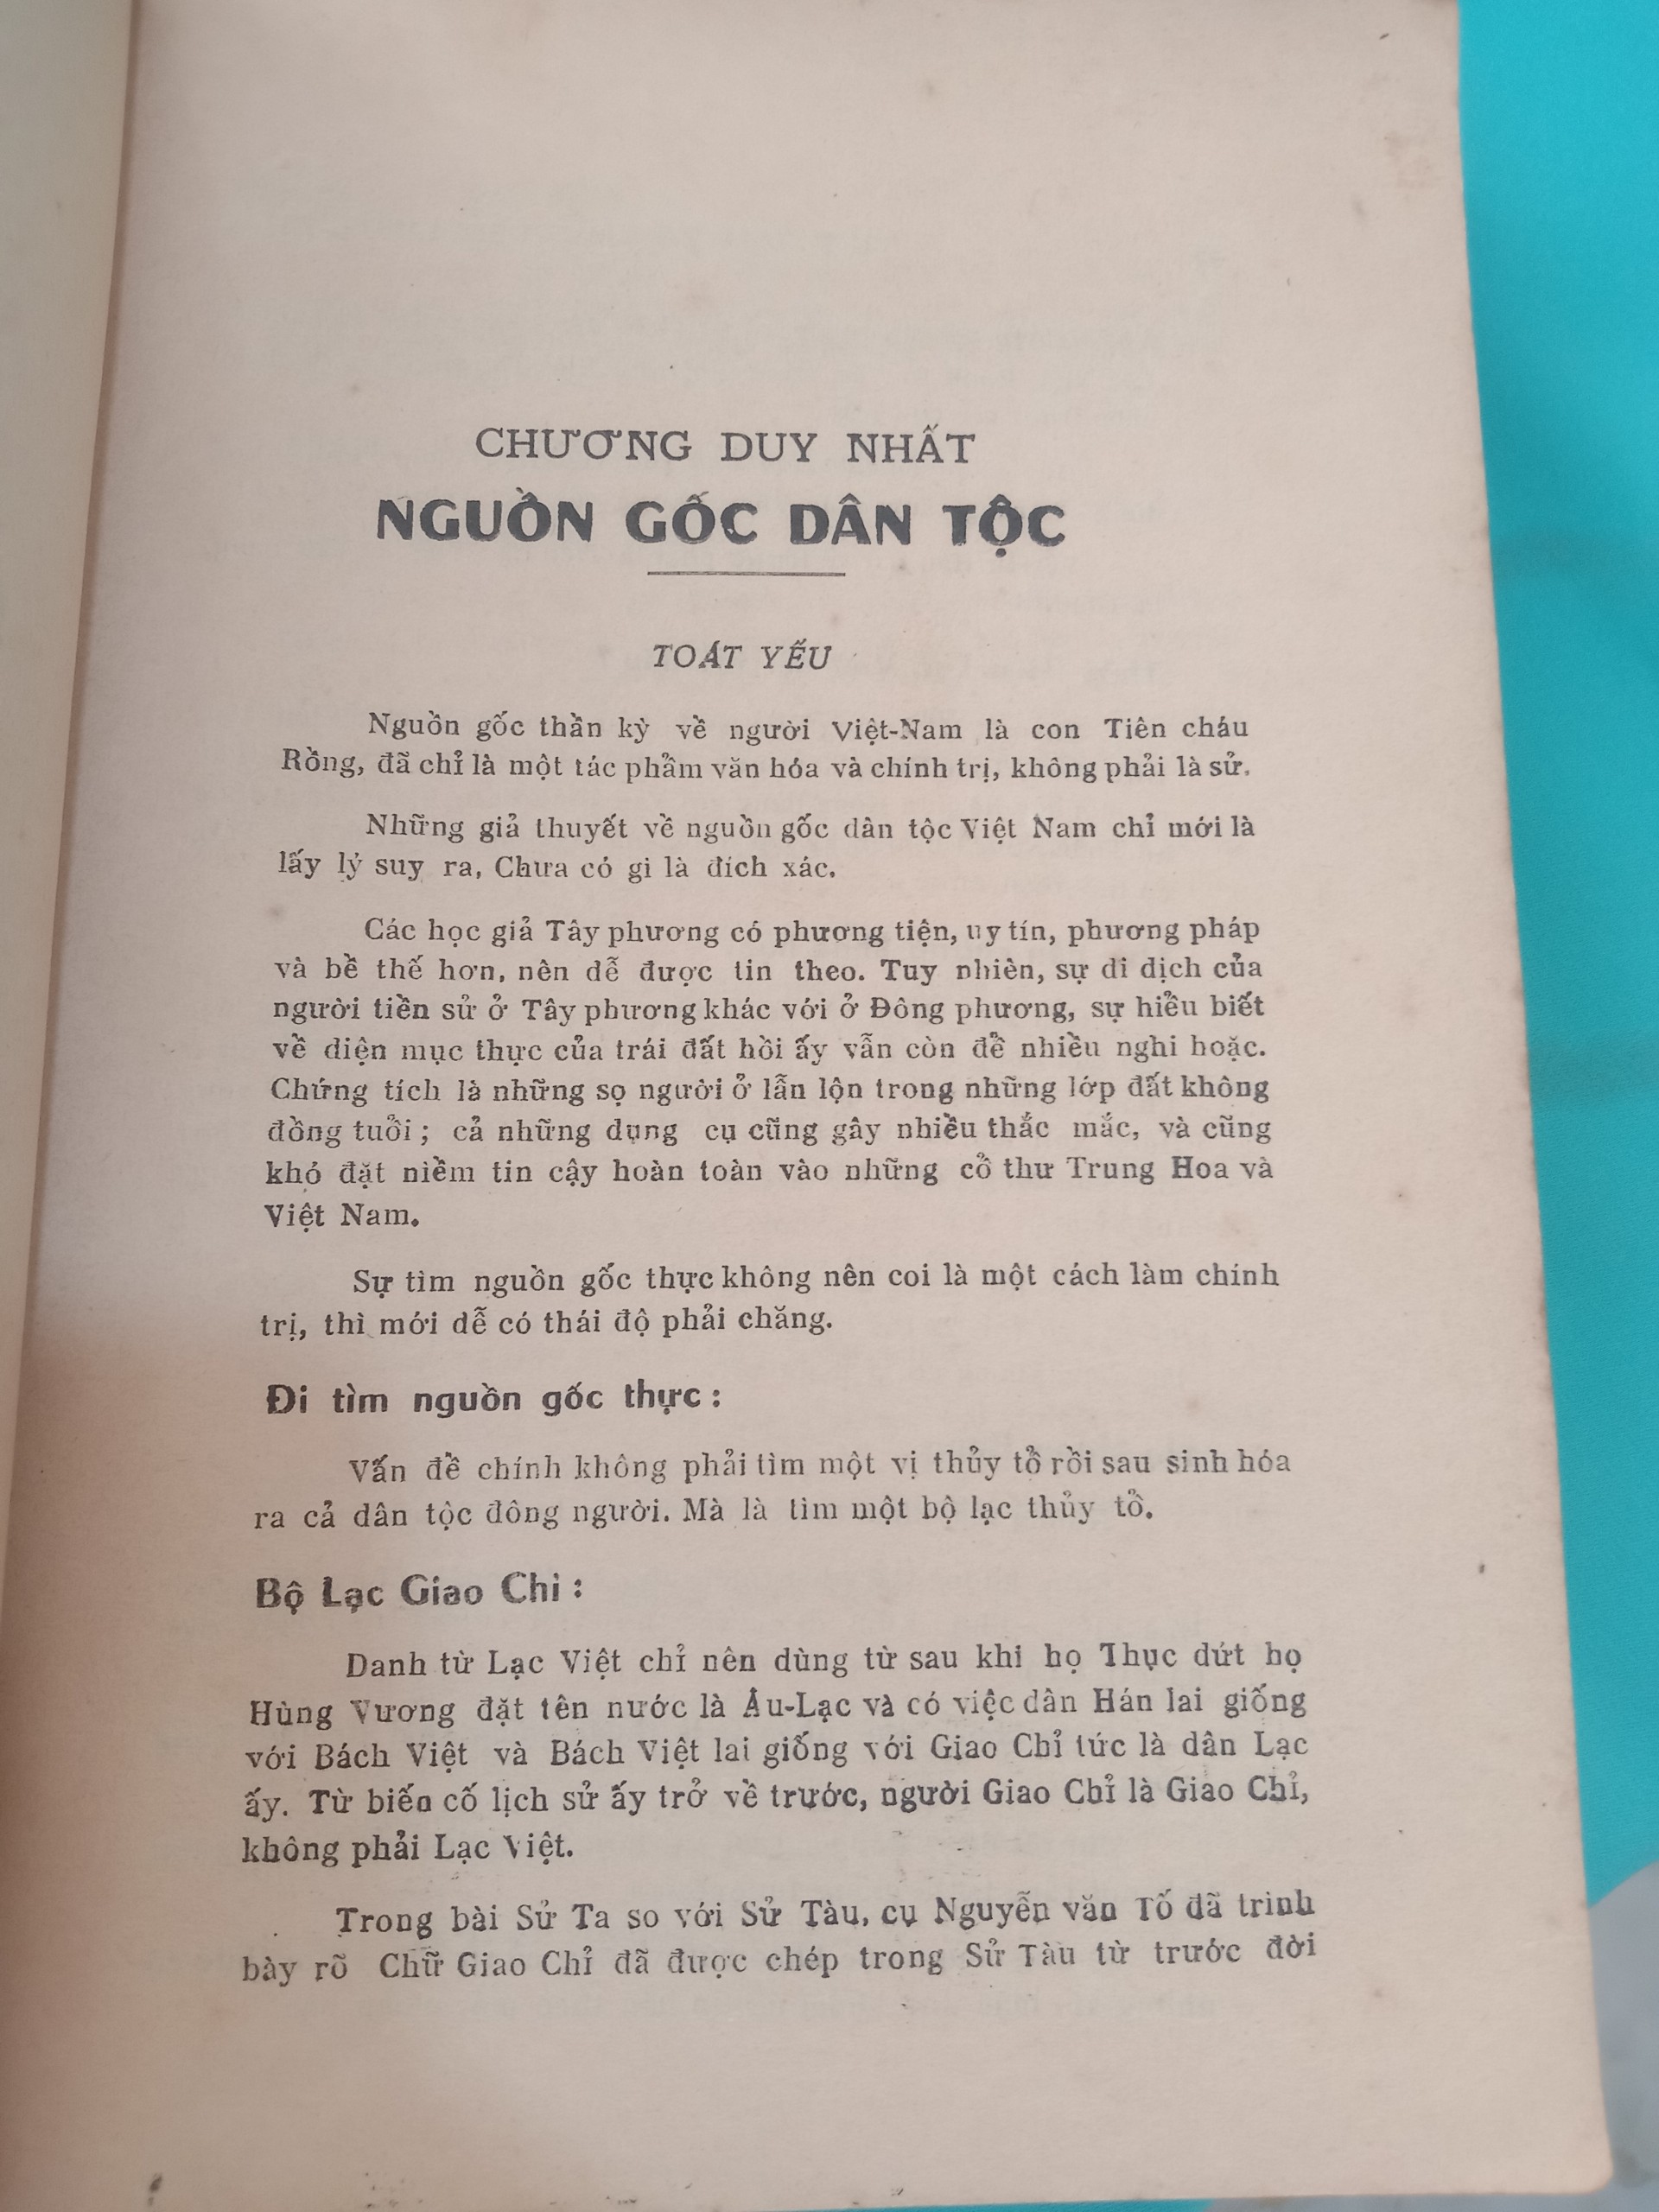 CHƯƠNG DUY NHẤT
NGUỒN GỐC DÂN TỘC
TOÁT YẾU
Nguồn gốc thần kỳ về người Việt-Nam là con Tiên cháu
Rồng, đã chỉ là một tác phẩm văn hóa và chính trị, không phải là sử.
Những giả thuyết về nguồn gốc dân tộc Việt Nam chỉ mới là
lấy lý suy ra, Chưa có gì là đích xác.
Các học giả Tây phương có phương tiện, uy tín, phương pháp
và bề thế hơn, nên dễ được tin theo. Tuy nhiên, sự di dịch của
người tiền sử ở Tây phương khác với ở Đông phương, sự hiểu biết
về diện mục thực của trái đất hồi ấy vẫn còn để nhiều nghi hoặc.
Chứng tích là những sọ người ở lẫn lộn trong những lớp đất không
đồng tuổi ; cả những dụng cụ cũng gây nhiều thắc mắc, và cũng
khó đặt niềm tin cậy hoàn toàn vào những cổ thư Trung Hoa và
Việt Nam.
Sự tìm nguồn gốc thực không nên coi là một cách làm chính
trị, thì mới dễ có thái độ phải chăng.
Đi tìm nguồn gốc thực :
Vấn đề chính không phải tìm một vị thủy tổ rồi sau sinh hóa
ra cả dân tộc đông người. Mà là tìm một bộ lạc thủy tổ.
Bộ Lạc Giao Chi :
Danh từ Lạc Việt chỉ nên dùng từ sau khi họ Thục dứt họ
Hùng Vương đặt tên nước là Âu-Lạc và có việc dân Hán lai giống
với Bách Việt và Bách Việt lai giống với Giao Chỉ tức là dân Lạc
ấy. Từ biến cố lịch sử ấy trở về trước, người Giao Chỉ là Giao Chỉ,
không phải Lạc Việt.
Trong bài Sử Ta so với Sử Tàu, cụ Nguyễn văn Tố đã trình
bày rõ Chữ Giao Chỉ đã được chép trong Sử Tàu từ trước đời